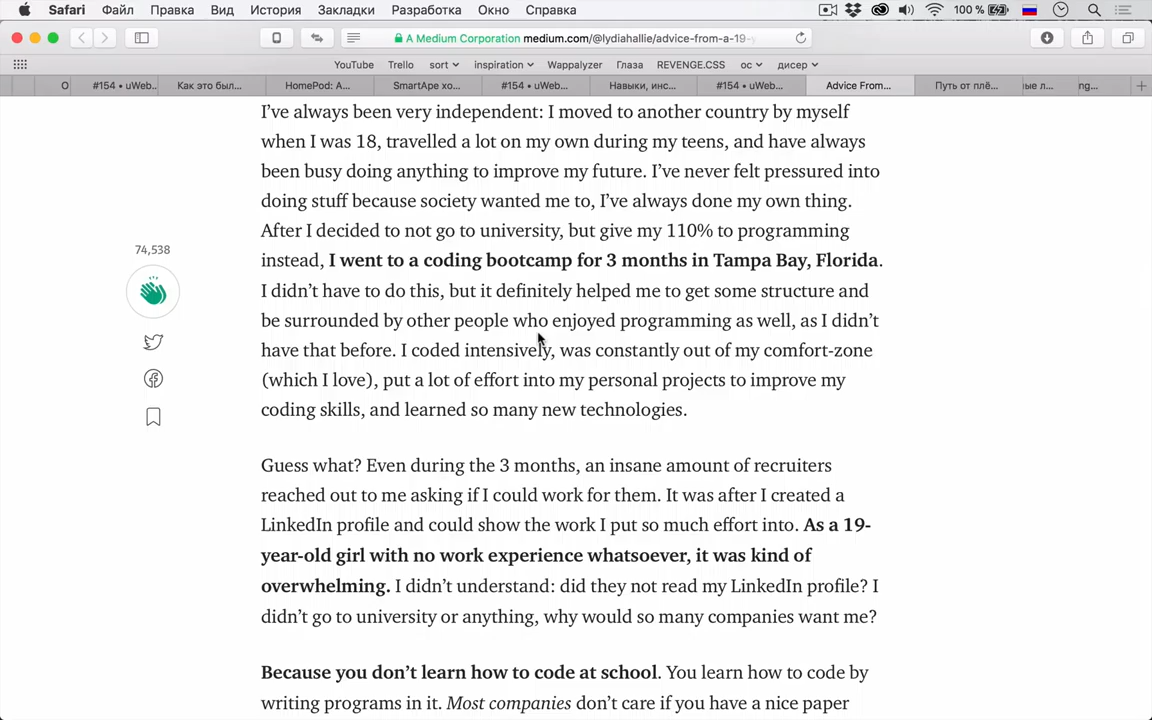 Safari Файл Правка Вид История Закладки Разработка Окно Справка 100 %
A Medium Corporation medium.com/@lydiahallie/advice-from-a-19-
YouTube Trello sort inspiration Wappalyzer Глаза REVENGE.CSS ос дисер
O #154 • uWeb... Как это был... HomePod: A... SmartApe хо... #154 • uWeb... Навыки, инс... #154 • uWeb... Advice From... Путь от плё... ые л... ng...
I've always been very independent: I moved to another country by myself
when I was 18, travelled a lot on my own during my teens, and have always
been busy doing anything to improve my future. I've never felt pressured into
doing stuff because society wanted me to, I've always done my own thing.
After I decided to not go to university, but give my 110% to programming
instead, I went to a coding bootcamp for 3 months in Tampa Bay, Florida.
I didn't have to do this, but it definitely helped me to get some structure and
be surrounded by other people who enjoyed programming as well, as I didn't
have that before. I coded intensively, was constantly out of my comfort-zone
(which I love), put a lot of effort into my personal projects to improve my
coding skills, and learned so many new technologies.
74,538
Guess what? Even during the 3 months, an insane amount of recruiters
reached out to me asking if I could work for them. It was after I created a
LinkedIn profile and could show the work I put so much effort into. As a 19-
year-old girl with no work experience whatsoever, it was kind of
overwhelming. I didn't understand: did they not read my LinkedIn profile? I
didn't go to university or anything, why would so many companies want me?
Because you don't learn how to code at school. You learn how to code by
writing programs in it. Most companies don't care if you have a nice paper